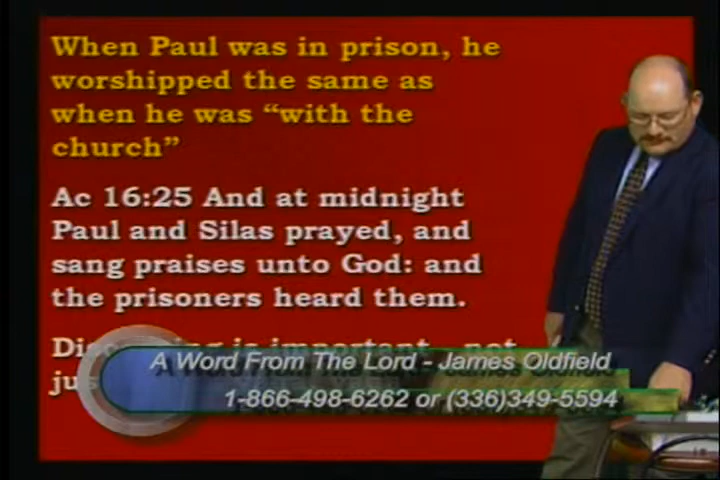 When Paul was in prison, he
worshipped the same as
when he was “with the
church”
Ac 16:25 And at midnight
Paul and Silas prayed, and
sang praises unto God: and
the prisoners heard them.
is important
A Word From The Lord - James Oldfield
1-866-498-6262 or (336)349-5594